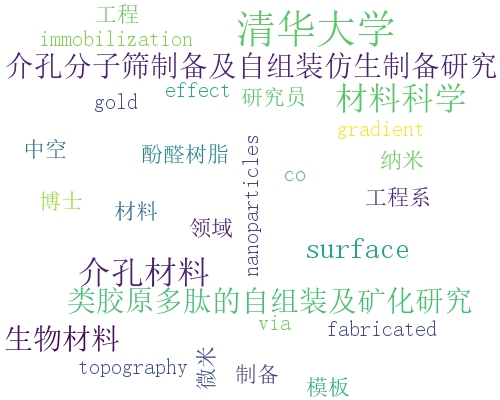 工程
清华大学
immobilization
介孔分子筛制备及自组装仿生制备研究
gold
effect
研究员
材料科学
gradient
中空
酚醛树脂
nanoparticles
纳米
co
博士
材料
工程系
领域
surface
介孔材料
类胶原多肽的自组装及矿化研究
生物材料
via
fabricated
topography
微米
制备
模板